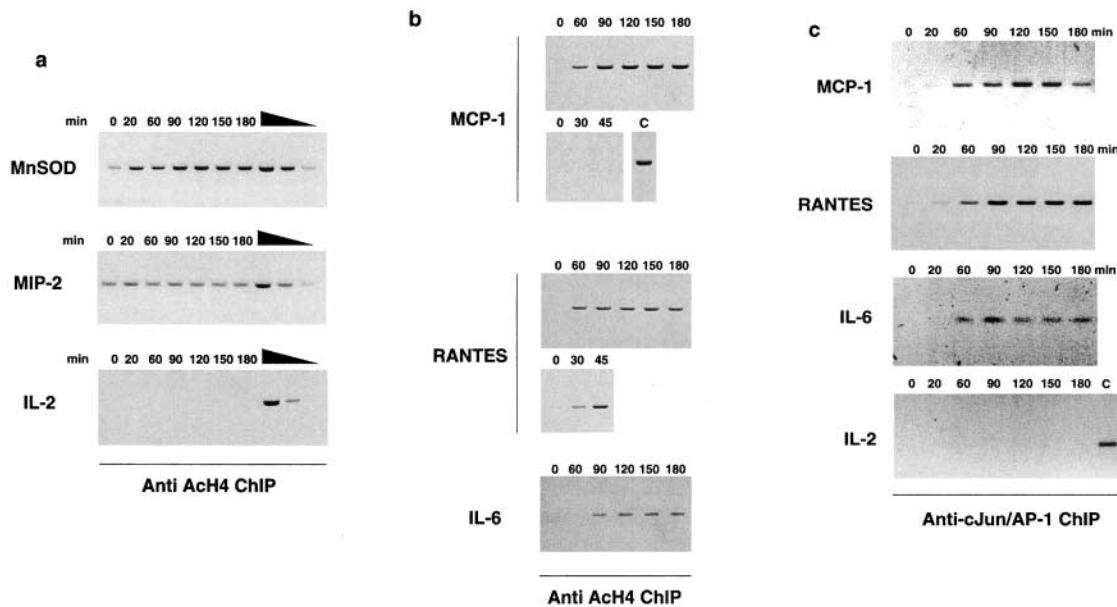 a
min 0 20 60 90 120 150 180
MnSOD
min 0 20 60 90 120 150 180
MIP-2
min 0 20 60 90 120 150 180
IL-2
Anti AcH4 ChIP
b
0 60 90 120 150 180
MCP-1
0 30 45 C
0 60 90 120 150 180
RANTES
0 30 45
0 60 90 120 150 180
IL-6
Anti AcH4 ChIP
c
0 20 60 90 120 150 180 min
MCP-1
0 20 60 90 120 150 180 min
RANTES
0 20 60 90 120 150 180 min
IL-6
0 20 60 90 120 150 180 C
IL-2
Anti-cJun/AP-1 ChIP